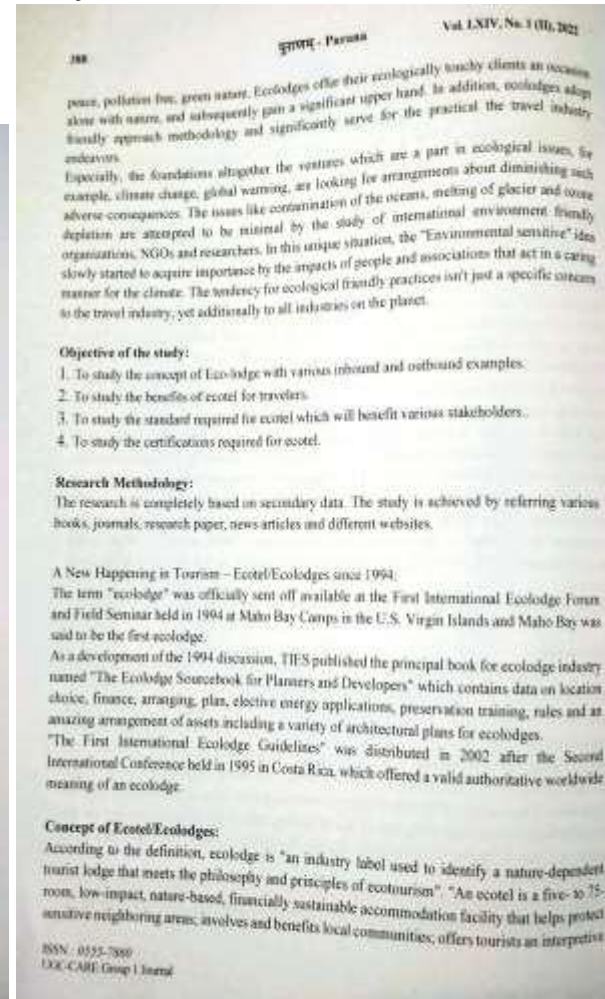 388
पुराणम् - Purana
Vol. LXIV, No. 1 (II), 2022
peace, pollution free, green nature. Ecolodges offer their ecologically touchy clients an occasion
alone with nature, and subsequently gain a significant upper hand. In addition, ecolodges adopt
friendly approach methodology and significantly serve for the practical the travel industry
endeavors.
Especially, the foundations altogether the ventures which are a part in ecological issues, for
example, climate change, global warming, are looking for arrangements about diminishing such
adverse consequences. The issues like contamination of the oceans, melting of glacier and ozone
depletion are attempted to be minimal by the study of international environment friendly
organizations, NGOs and researchers. In this unique situation, the "Environmental sensitive" idea
slowly started to acquire importance by the impacts of people and associations that act in a caring
manner for the climate. The tendency for ecological friendly practices isn't just a specific concern
to the travel industry, yet additionally to all industries on the planet.
Objective of the study:
1. To study the concept of Eco-lodge with various inbound and outbound examples.
2. To study the benefits of ecotel for travelers.
3. To study the standard required for ecotel which will benefit various stakeholders.
4. To study the certifications required for ecotel.
Research Methodology:
The research is completely based on secondary data. The study is achieved by referring various
books, journals, research paper, news articles and different websites.
A New Happening in Tourism – Ecotel/Ecolodges since 1994:
The term "ecolodge" was officially sent off available at the First International Ecolodge Forum
and Field Seminar held in 1994 at Maho Bay Camps in the U.S. Virgin Islands and Maho Bay was
said to be the first ecolodge.
As a development of the 1994 discussion, TIES published the principal book for ecolodge industry
named "The Ecolodge Sourcebook for Planners and Developers" which contains data on location
choice, finance, arranging, plan, elective energy applications, preservation training, rules and an
amazing arrangement of assets including a variety of architectural plans for ecolodges.
"The First International Ecolodge Guidelines" was distributed in 2002 after the Second
International Conference held in 1995 in Costa Rica, which offered a valid authoritative worldwide
meaning of an ecolodge.
Concept of Ecotel/Ecolodges:
According to the definition, ecolodge is "an industry label used to identify a nature-dependent
tourist lodge that meets the philosophy and principles of ecotourism". "An ecotel is a five- to 75-
room, low-impact, nature-based, financially sustainable accommodation facility that helps protect
sensitive neighboring areas; involves and benefits local communities; offers tourists an interpretive
ISSN : 0555-7860
UGC-CARE Group 1 Journal